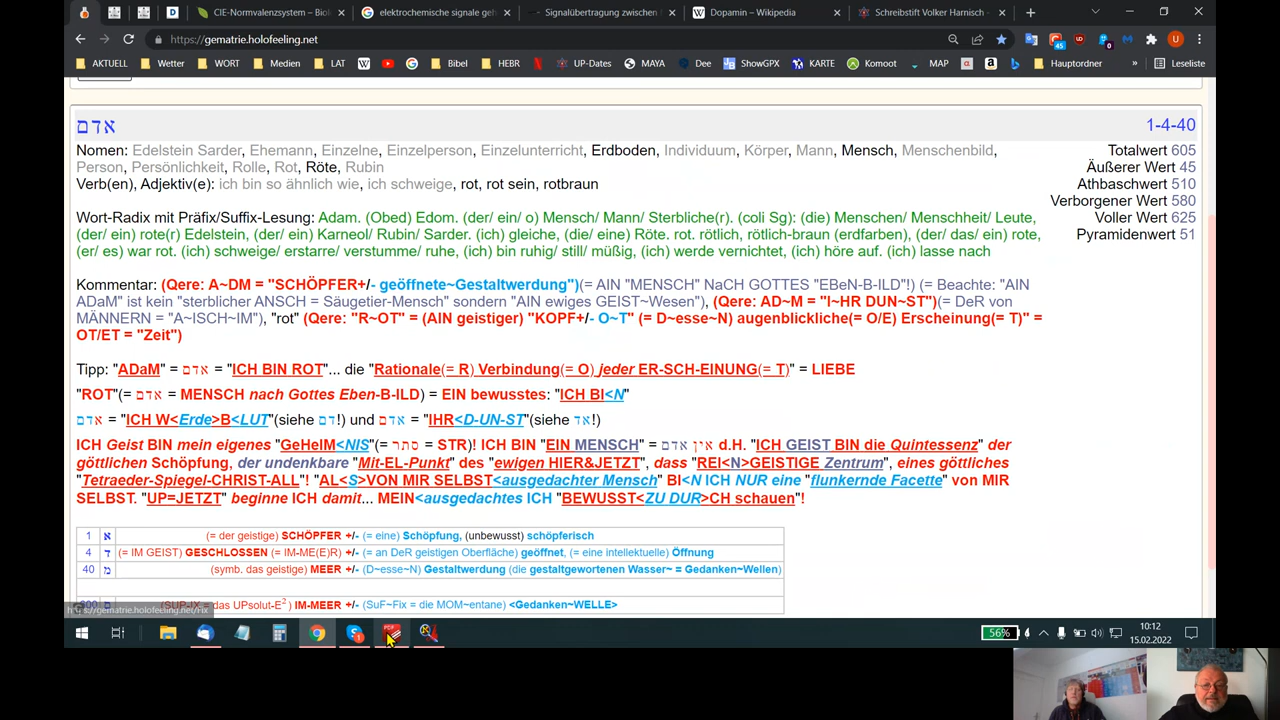 CIE-Normvalenzsystem – Biol
elektrochemische signale geh
Signalübertragung zwischen
Dopamin – Wikipedia
Schreibstift Volker Harnisch -
https://gematrie.holofeeling.net
AKTUELL Wetter WORT Medien LAT Bibel HEBR UP-Dates MAYA Dee ShowGPX KARTE Komoot MAP Hauptordner » Leseliste
אדם 1-4-40
Nomen: Edelstein Sarder, Ehemann, Einzelne, Einzelperson, Einzelunterricht, Erdboden, Individuum, Körper, Mann, Mensch, Menschenbild,
Person, Persönlichkeit, Rolle, Rot, Röte, Rubin
Verb(en), Adjektiv(e): ich bin so ähnlich wie, ich schweige, rot, rot sein, rotbraun
Totalwert 605
Äußerer Wert 45
Athbaschwert 510
Verborgener Wert 580
Voller Wert 625
Pyramidenwert 51
Wort-Radix mit Präfix/Suffix-Lesung: Adam. (Obed) Edom. (der/ ein/ o) Mensch/ Mann/ Sterbliche(r). (coli Sg): (die) Menschen/ Menschheit/ Leute,
(der/ ein) rote(r) Edelstein, (der/ ein) Karneol/ Rubin/ Sarder. (ich) gleiche, (die/ eine) Röte. rot. rötlich, rötlich-braun (erdfarben), (der/ das/ ein) rote,
(er/ es) war rot. (ich) schweige/ erstarre/ verstumme/ ruhe, (ich) bin ruhig/ still/ müßig, (ich) werde vernichtet, (ich) höre auf. (ich) lasse nach
Kommentar: (Qere: A~DM = "SCHÖPFER+/- geöffnete~Gestaltwerdung")(= AIN "MENSCH" NaCH GOTTES "EBeN-B-ILD"!) (= Beachte: "AIN
ADaM" ist kein "sterblicher ANSCH = Säugetier-Mensch" sondern "AIN ewiges GEIST~Wesen"), (Qere: AD~M = "I~HR DUN~ST")(= DeR von
MÄNNERN = "A~ISCH~IM"), "rot" (Qere: "R~OT" = (AIN geistiger) "KOPF+/- O~T" (= D~esse~N) augenblickliche(= O/E) Erscheinung(= T)" =
OT/ET = "Zeit")
Tipp: "ADaM" = אדם = "ICH BIN ROT"... die "Rationale(= R) Verbindung(= O) jeder ER-SCH-EINUNG(= T)" = LIEBE
"ROT"(= אדם = MENSCH nach Gottes Eben-B-ILD) = EIN bewusstes: "ICH BI<N"
אדם = "ICH W<Erde>B<LUT"(siehe דם!) und אדם = "IHR<D-UN-ST"(siehe אד!)
ICH Geist BIN mein eigenes "GeHeIM<NIS"(= סתר = STR)! ICH BIN "EIN MENSCH" = אין אדם d.H. "ICH GEIST BIN die Quintessenz" der
göttlichen Schöpfung, der undenkbare "Mit-EL-Punkt" des "ewigen HIER&JETZT", dass "REI<N>GEISTIGE Zentrum", eines göttliches
"Tetraeder-Spiegel-CHRIST-ALL"! "AL<S>VON MIR SELBST<ausgedachter Mensch" BI<N ICH NUR eine "flunkernde Facette" von MIR
SELBST. "UP=JETZT" beginne ICH damit... MEIN<ausgedachtes ICH "BEWUSST<ZU DUR>CH schauen"!
1 א (= der geistige) SCHÖPFER +/- (= eine) Schöpfung, (unbewusst) schöpferisch
4 ד (= IM GEIST) GESCHLOSSEN (= IM-ME(E)R) +/- (= an DeR geistigen Oberfläche) geöffnet, (= eine intellektuelle) Öffnung
40 מ (symb. das geistige) MEER +/- (D~esse~N) Gestaltwerdung (die gestaltgewordenen Wasser~ = Gedanken~Wellen)
ם (SUP-IX = das UPsolut-E² ) IM-MEER +/- (SuF~Fix = die MOM~entane) <Gedanken~WELLE>
56%
10:12
15.02.2022